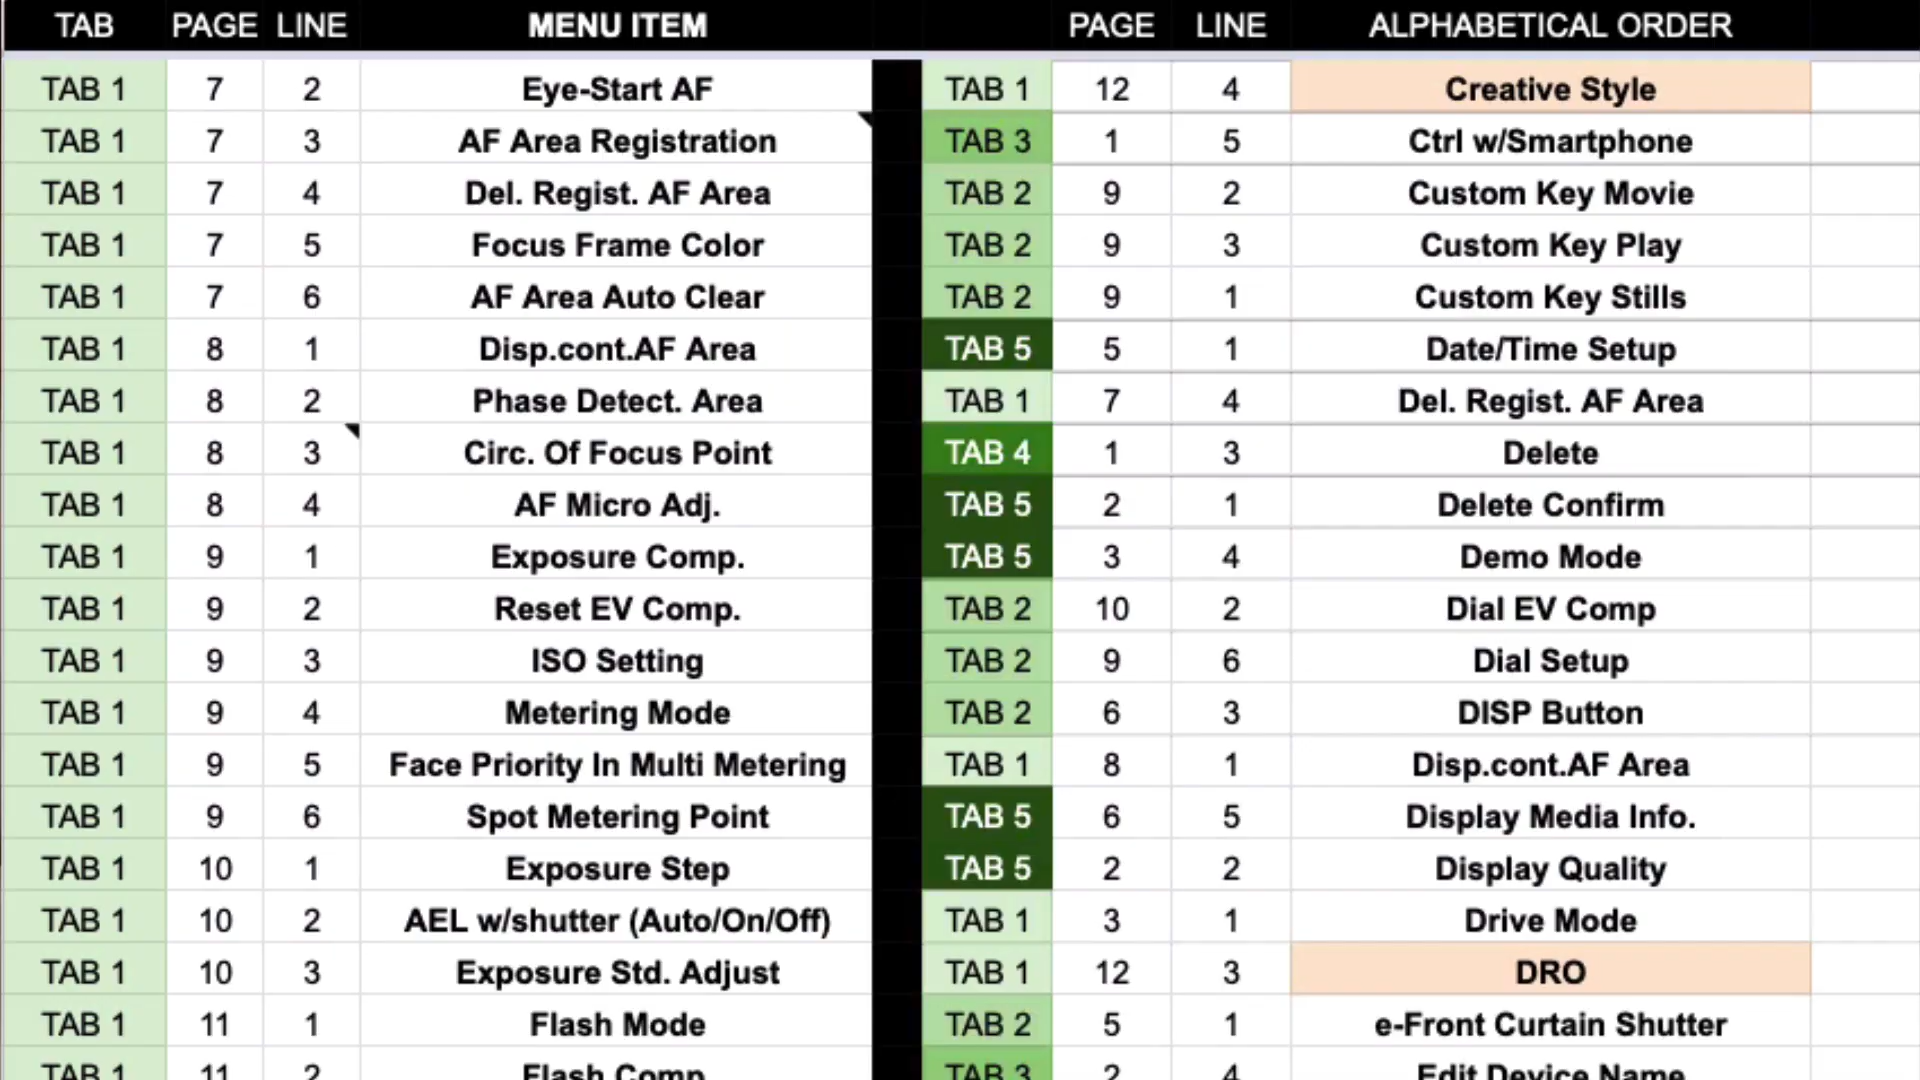 TAB PAGE LINE MENU ITEM PAGE LINE ALPHABETICAL ORDER
TAB 1 7 2 Eye-Start AF TAB 1 12 4 Creative Style
TAB 1 7 3 AF Area Registration TAB 3 1 5 Ctrl w/Smartphone
TAB 1 7 4 Del. Regist. AF Area TAB 2 9 2 Custom Key Movie
TAB 1 7 5 Focus Frame Color TAB 2 9 3 Custom Key Play
TAB 1 7 6 AF Area Auto Clear TAB 2 9 1 Custom Key Stills
TAB 1 8 1 Disp.cont.AF Area TAB 5 5 1 Date/Time Setup
TAB 1 8 2 Phase Detect. Area TAB 1 7 4 Del. Regist. AF Area
TAB 1 8 3 Circ. Of Focus Point TAB 4 1 3 Delete
TAB 1 8 4 AF Micro Adj. TAB 5 2 1 Delete Confirm
TAB 1 9 1 Exposure Comp. TAB 5 3 4 Demo Mode
TAB 1 9 2 Reset EV Comp. TAB 2 10 2 Dial EV Comp
TAB 1 9 3 ISO Setting TAB 2 9 6 Dial Setup
TAB 1 9 4 Metering Mode TAB 2 6 3 DISP Button
TAB 1 9 5 Face Priority In Multi Metering TAB 1 8 1 Disp.cont.AF Area
TAB 1 9 6 Spot Metering Point TAB 5 6 5 Display Media Info.
TAB 1 10 1 Exposure Step TAB 5 2 2 Display Quality
TAB 1 10 2 AEL w/shutter (Auto/On/Off) TAB 1 3 1 Drive Mode
TAB 1 10 3 Exposure Std. Adjust TAB 1 12 3 DRO
TAB 1 11 1 Flash Mode TAB 2 5 1 e-Front Curtain Shutter
TAB 1 11 2 Flash Comp TAB 3 2 4 Edit Device Name